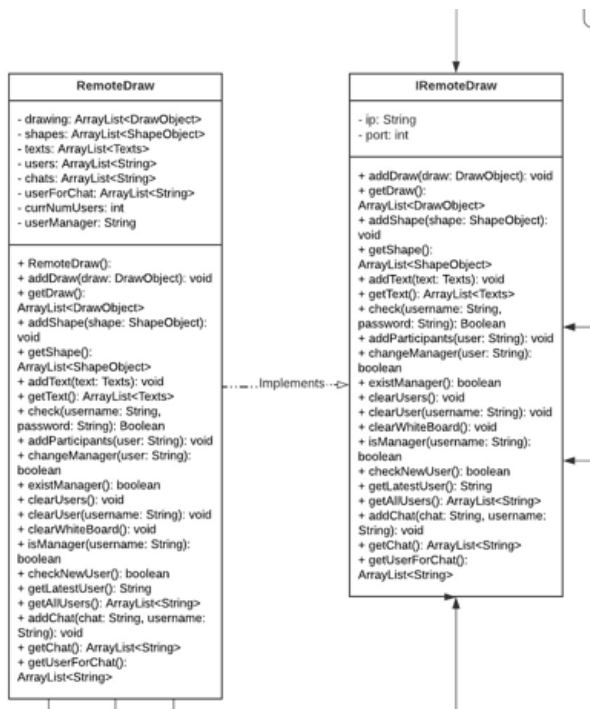 RemoteDraw
- drawing: ArrayList<DrawObject>
- shapes: ArrayList<ShapeObject>
- texts: ArrayList<Texts>
- users: ArrayList<String>
- chats: ArrayList<String>
- userForChat: ArrayList<String>
- currNumUsers: int
- userManager: String
+ RemoteDraw():
+ addDraw(draw: DrawObject): void
+ getDraw():
ArrayList<DrawObject>
+ addShape(shape: ShapeObject):
void
+ getShape():
ArrayList<ShapeObject>
+ addText(text: Texts): void
+ getText(): ArrayList<Texts>
+ check(username: String,
password: String): Boolean
+ addParticipants(user: String): void
+ changeManager(user: String):
boolean
+ existManager(): boolean
+ clearUsers(): void
+ clearUser(username: String): void
+ clearWhiteBoard(): void
+ isManager(username: String):
boolean
+ checkNewUser(): boolean
+ getLatestUser(): String
+ getAllUsers(): ArrayList<String>
+ addChat(chat: String, username:
String): void
+ getChat(): ArrayList<String>
+ getUserForChat():
ArrayList<String>
Implements
IRemoteDraw
- ip: String
- port: int
+ addDraw(draw: DrawObject): void
+ getDraw():
ArrayList<DrawObject>
+ addShape(shape: ShapeObject):
void
+ getShape():
ArrayList<ShapeObject>
+ addText(text: Texts): void
+ getText(): ArrayList<Texts>
+ check(username: String,
password: String): Boolean
+ addParticipants(user: String): void
+ changeManager(user: String):
boolean
+ existManager(): boolean
+ clearUsers(): void
+ clearUser(username: String): void
+ clearWhiteBoard(): void
+ isManager(username: String):
boolean
+ checkNewUser(): boolean
+ getLatestUser(): String
+ getAllUsers(): ArrayList<String>
+ addChat(chat: String, username:
String): void
+ getChat(): ArrayList<String>
+ getUserForChat():
ArrayList<String>